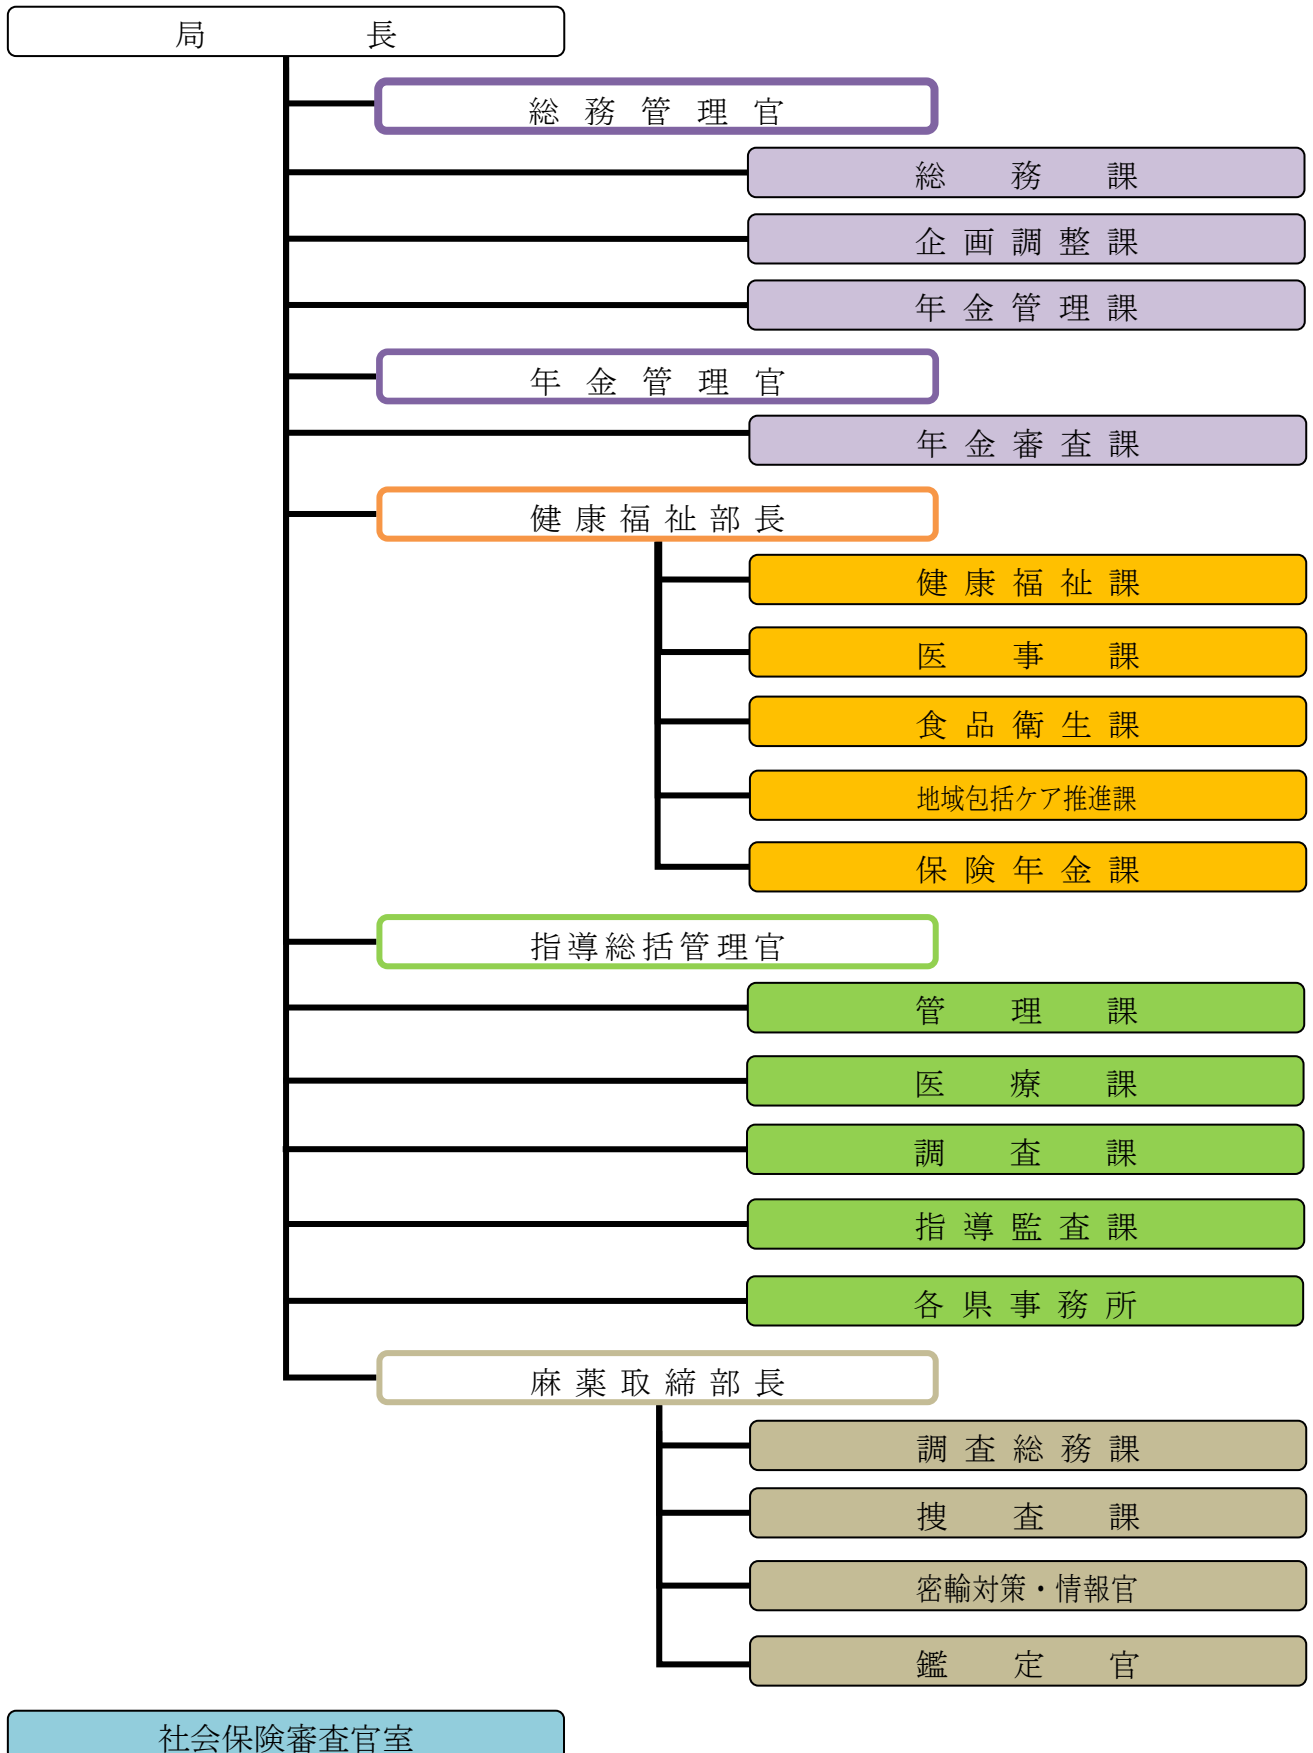 局長
総務管理官
総務課
企画調整課
年金管理課
年金管理官
年金審査課
健康福祉部長
健康福祉課
医事課
食品衛生課
地域包括ケア推進課
保険年金課
指導総括管理官
管理課
医療課
調査課
指導監査課
各県事務所
麻薬取締部長
調査総務課
捜査課
密輸対策・情報官
鑑定官
社会保険審査官室